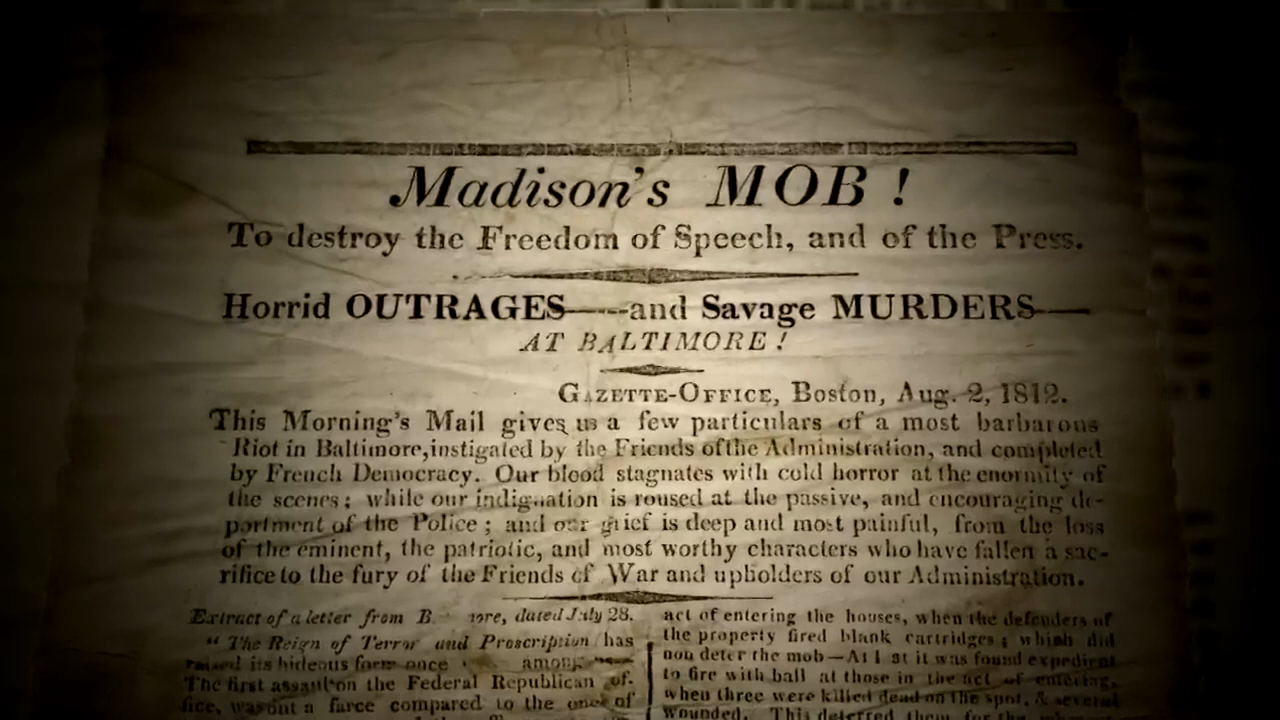 Madison's MOB !
To destroy the Freedom of Speech, and of the Press.
Horrid OUTRAGES——and Savage MURDERS—
AT BALTIMORE !
GAZETTE-OFFICE, Boston, Aug. 2, 1812.
This Morning's Mail gives us a few particulars of a most barbarous
Riot in Baltimore,instigated by the Friends ofthe Administration, and completed
by French Democracy. Our blood stagnates with cold horror at the enormity of
the scenes; while our indignation is roused at the passive, and encouraging de-
portment of the Police; and our grief is deep and most painful, from the loss
of the eminent, the patriotic, and most worthy characters who have fallen a sac-
rifice to the fury of the Friends of War and upholders of our Administration.
Extract of a letter from dated July 28.
" The Reign of Terror and Proscription has
raised its hideous form once among
The first assault on the Federal Republican of-
fice, was but a farce compared to the one of
act of entering the houses, when the defenders of
the property fired blank cartridges; which did
not deter the mob—At last it was found expedient
to fire with ball at those in the act of entering,
when three were killed dead on the spot, & several
wounded. This deterred them for the